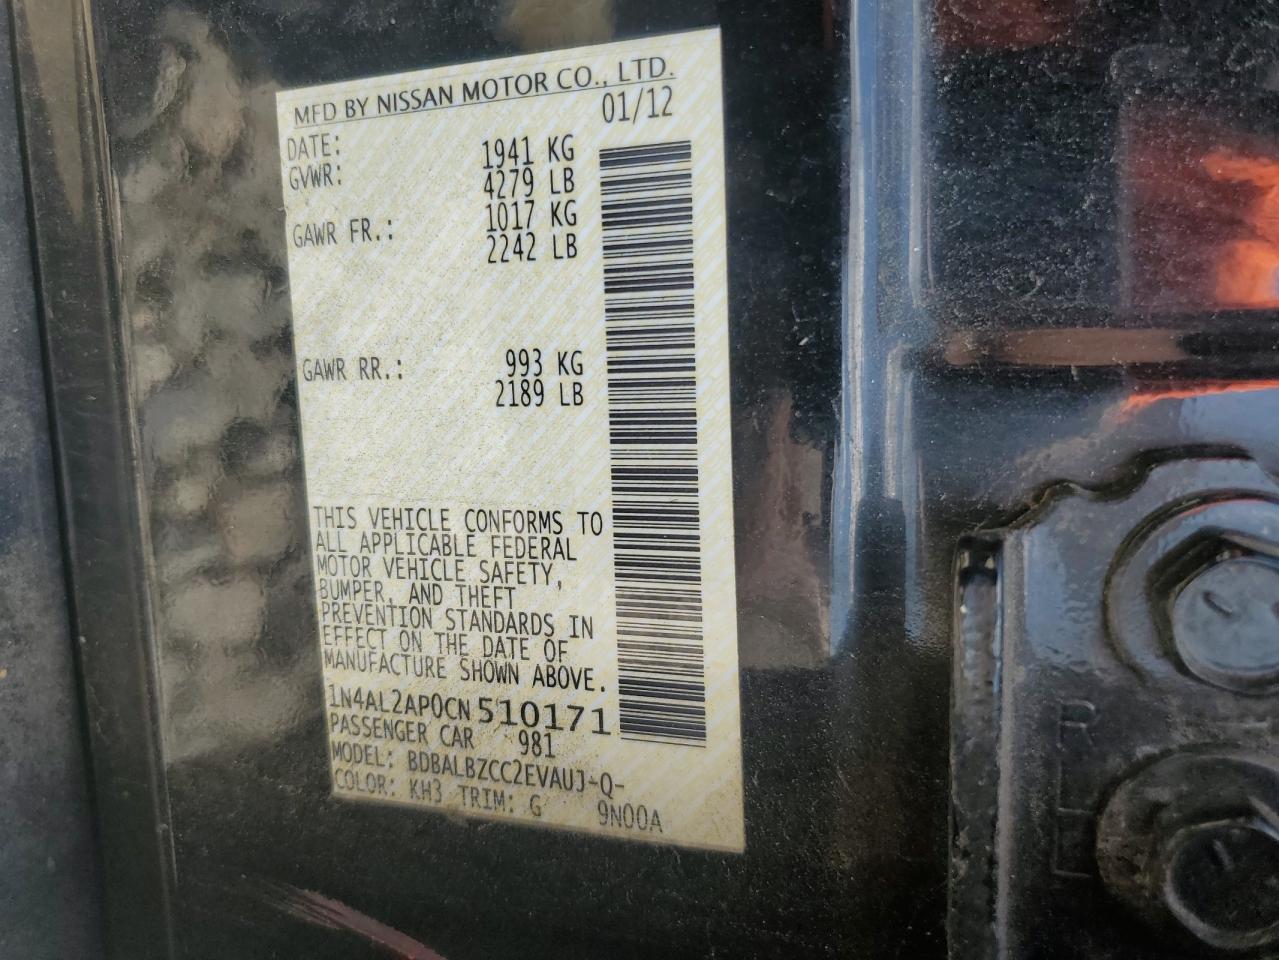 MFD BY NISSAN MOTOR CO., LTD.
DATE: 01/12
GVWR: 1941 KG
4279 LB
GAWR FR.: 1017 KG
2242 LB
GAWR RR.: 993 KG
2189 LB
THIS VEHICLE CONFORMS TO
ALL APPLICABLE FEDERAL
MOTOR VEHICLE SAFETY,
BUMPER, AND THEFT
PREVENTION STANDARDS IN
EFFECT ON THE DATE OF
MANUFACTURE SHOWN ABOVE.
1N4AL2AP0CN510171
PASSENGER CAR 981
MODEL: BDBALBZCC2EVAUJ-Q-
COLOR: KH3 TRIM: G 9N00A